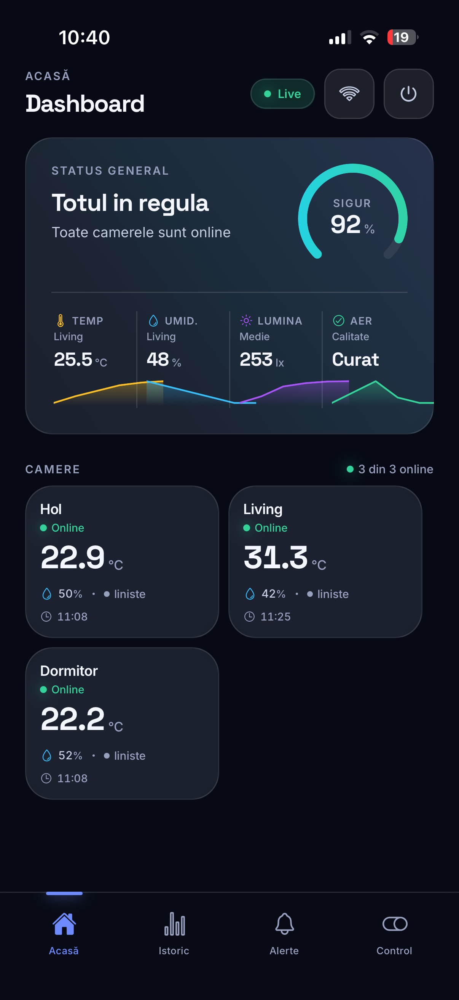 10:40
19
ACASĂ
Dashboard
Live
STATUS GENERAL
Totul in regula
Toate camerele sunt online
SIGUR
92 %
TEMP
Living
25.5 °C
UMID.
Living
48 %
LUMINA
Medie
253 lx
AER
Calitate
Curat
CAMERE
3 din 3 online
Hol
Online
22.9 °C
50% · liniste
11:08
Living
Online
31.3 °C
42% · liniste
11:25
Dormitor
Online
22.2 °C
52% · liniste
11:08
Acasă
Istoric
Alerte
Control